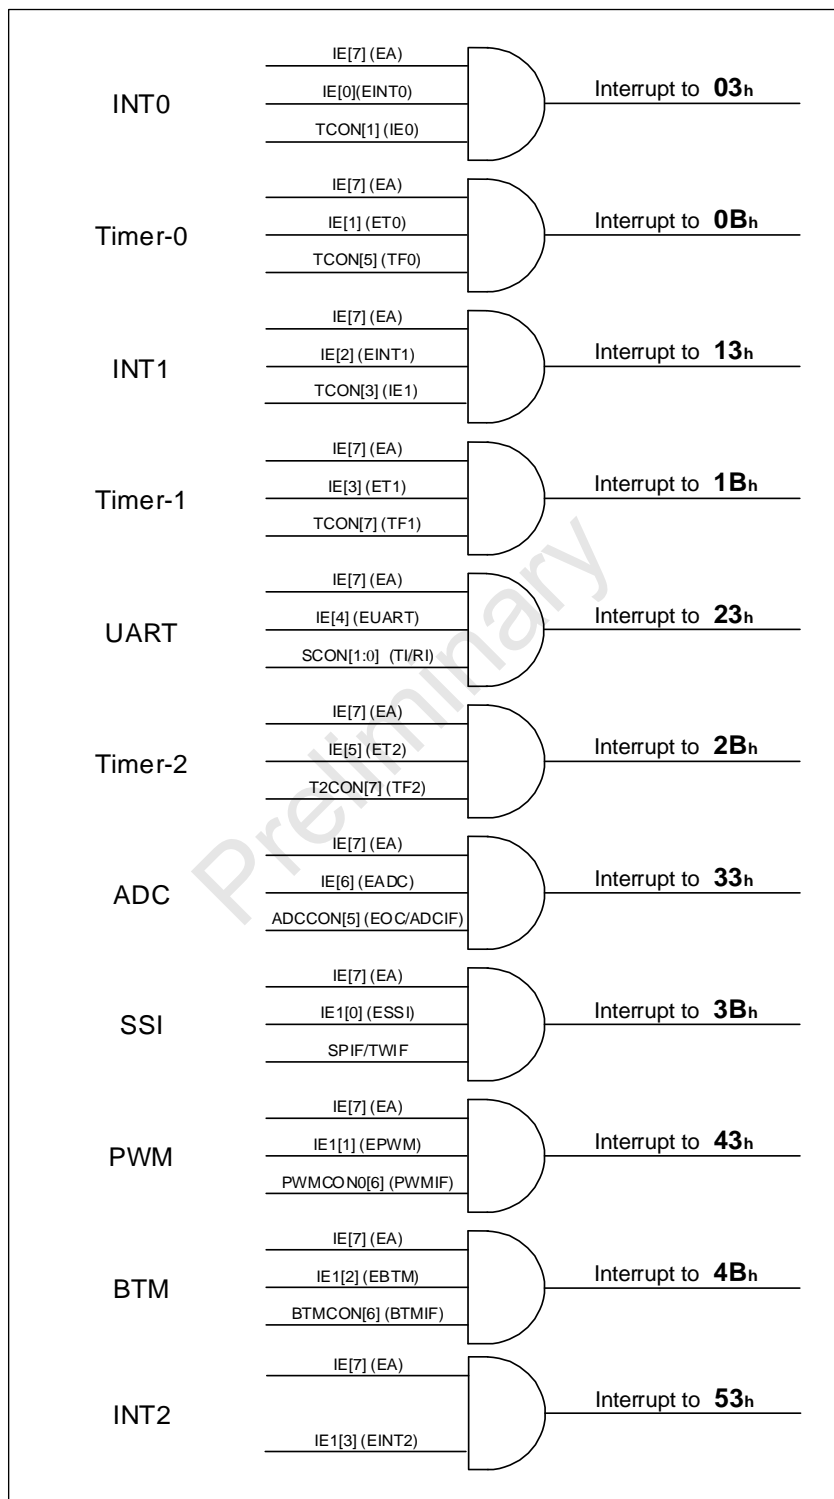 IE[7] (EA)
INT0
IE[0](EINT0)
Interrupt to 03h
TCON[1] (IE0)
IE[7] (EA)
Timer-0
IE[1] (ET0)
Interrupt to 0Bh
TCON[5] (TF0)
IE[7] (EA)
INT1
IE[2] (EINT1)
Interrupt to 13h
TCON[3] (IE1)
IE[7] (EA)
Timer-1
IE[3] (ET1)
Interrupt to 1Bh
TCON[7] (TF1)
IE[7] (EA)
UART
IE[4] (EUART)
Interrupt to 23h
SCON[1:0] (TI/RI)
IE[7] (EA)
Timer-2
IE[5] (ET2)
Interrupt to 2Bh
T2CON[7] (TF2)
IE[7] (EA)
ADC
IE[6] (EADC)
Interrupt to 33h
ADCCON[5] (EOC/ADCIF)
IE[7] (EA)
SSI
IE1[0] (ESSI)
Interrupt to 3Bh
SPIF/TWIF
IE[7] (EA)
PWM
IE1[1] (EPWM)
Interrupt to 43h
PWMCON0[6] (PWMIF)
IE[7] (EA)
BTM
IE1[2] (EBTM)
Interrupt to 4Bh
BTMCON[6] (BTMIF)
IE[7] (EA)
INT2
Interrupt to 53h
IE1[3] (EINT2)
Preliminary